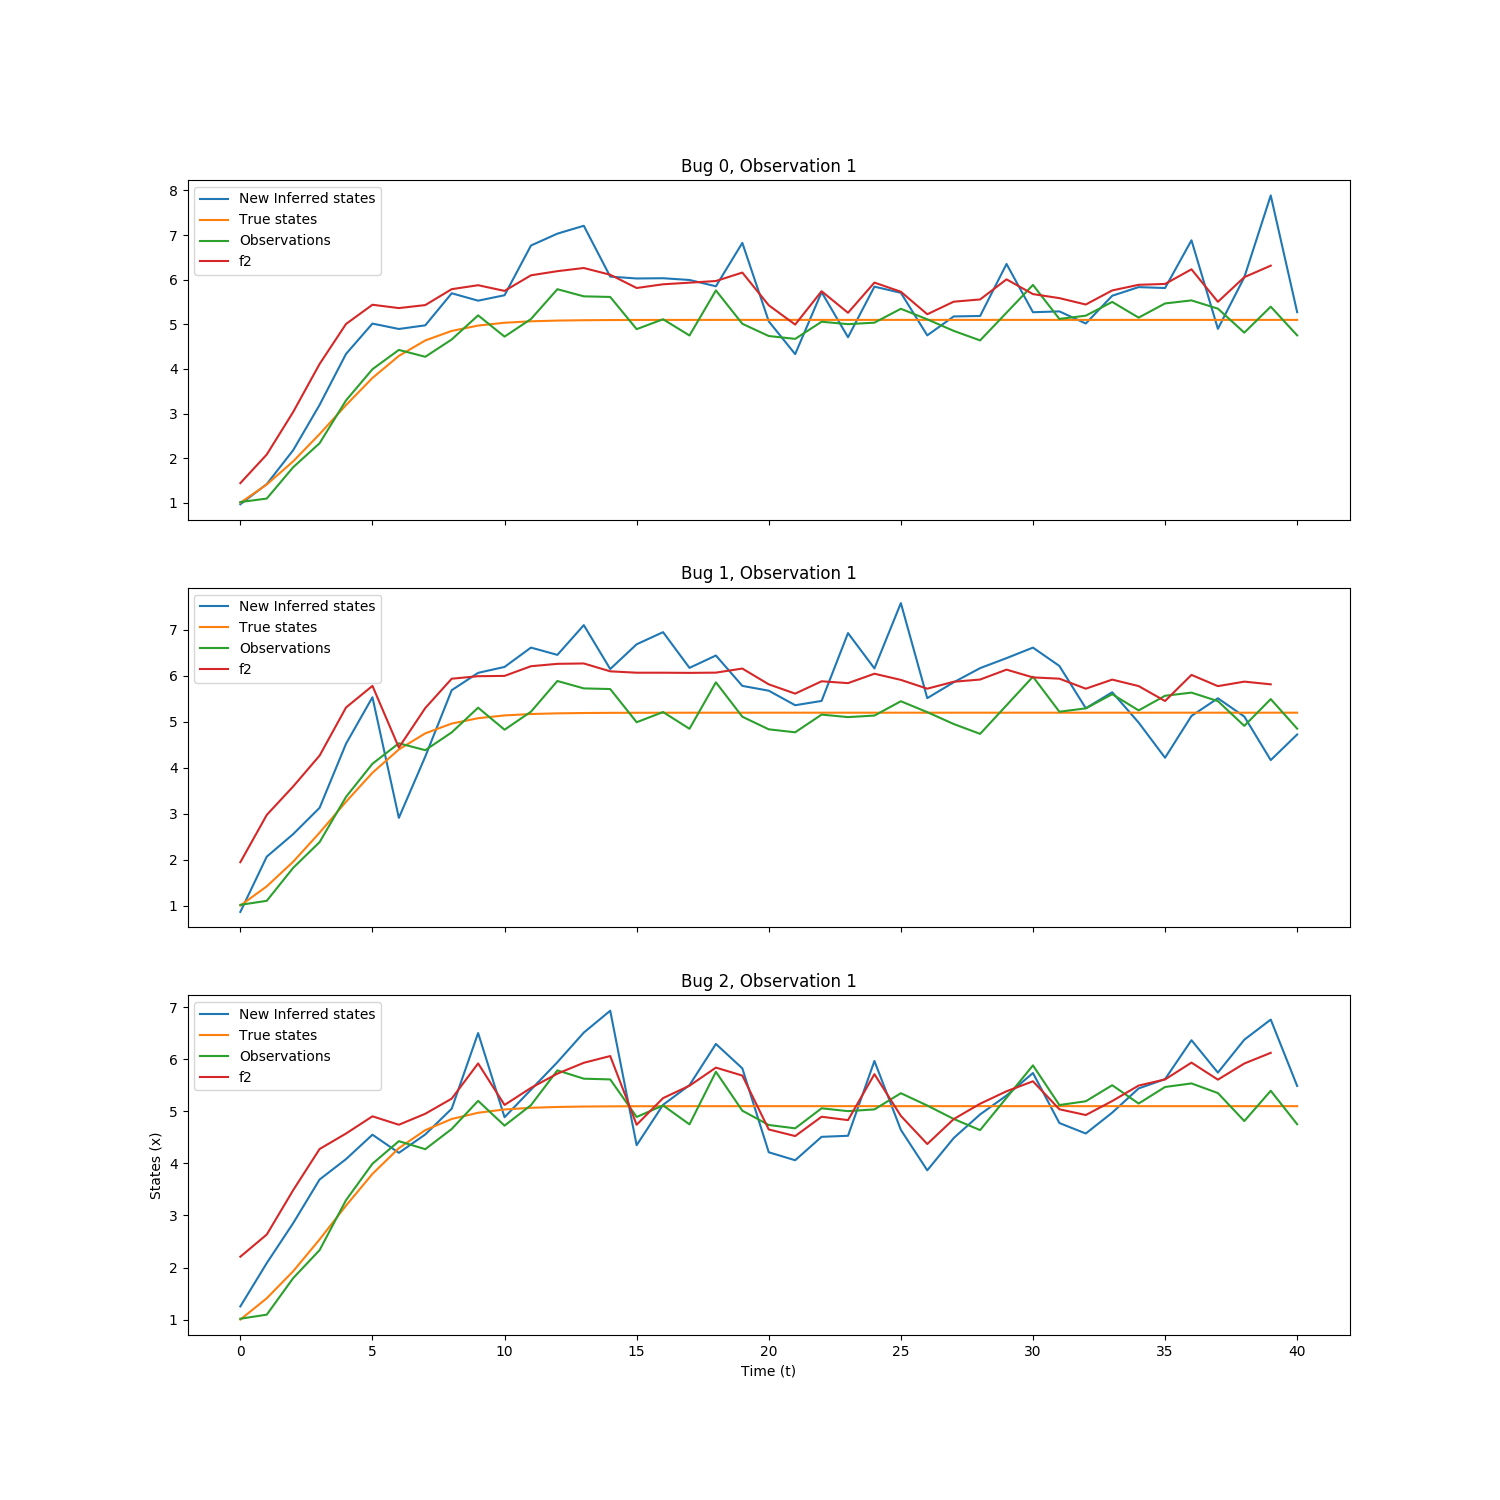 Bug 0, Observation 1
New Inferred states
True states
Observations
f2
8
7
6
5
4
3
2
1
Bug 1, Observation 1
New Inferred states
True states
Observations
f2
7
6
5
4
3
2
1
Bug 2, Observation 1
New Inferred states
True states
Observations
f2
7
6
5
4
3
2
1
States (x)
0 5 10 15 20 25 30 35 40
Time (t)